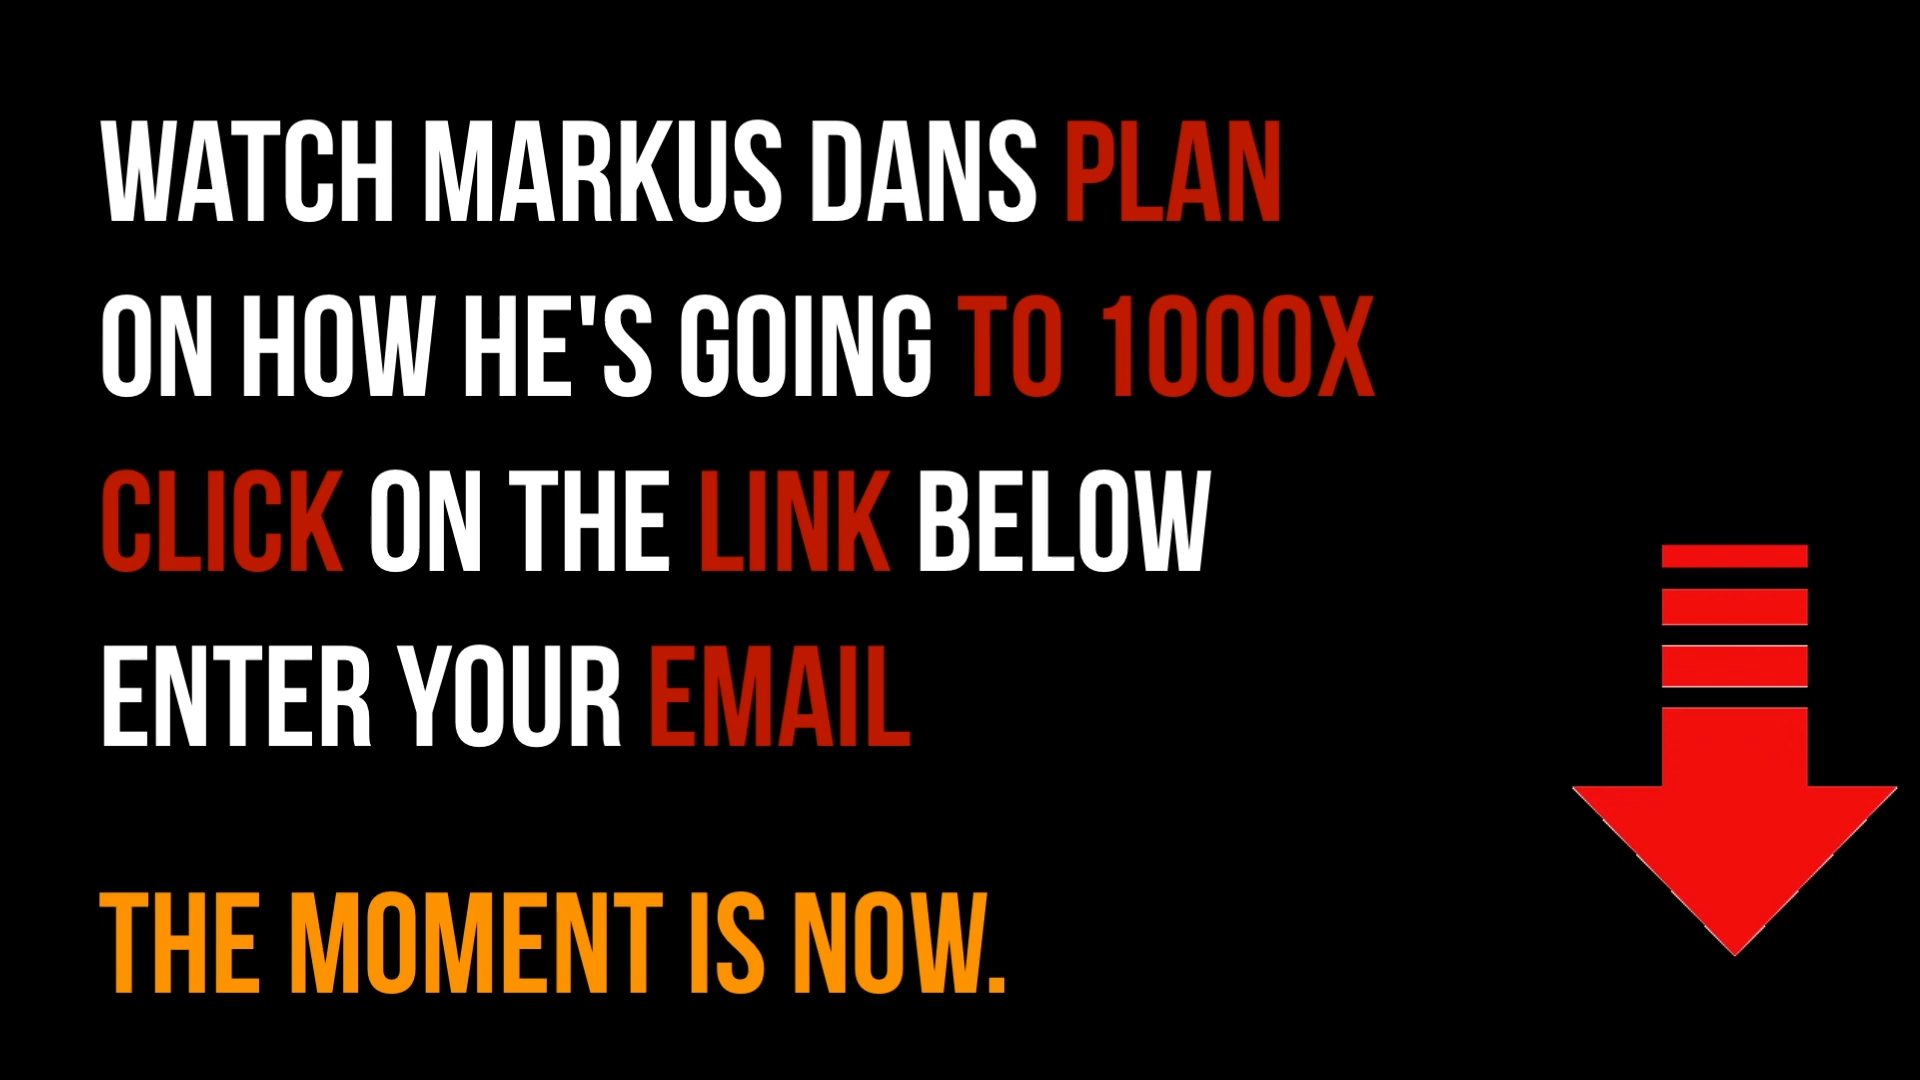 WATCH MARKUS DANS PLAN
ON HOW HE'S GOING TO 1000X
CLICK ON THE LINK BELOW
ENTER YOUR EMAIL
THE MOMENT IS NOW.